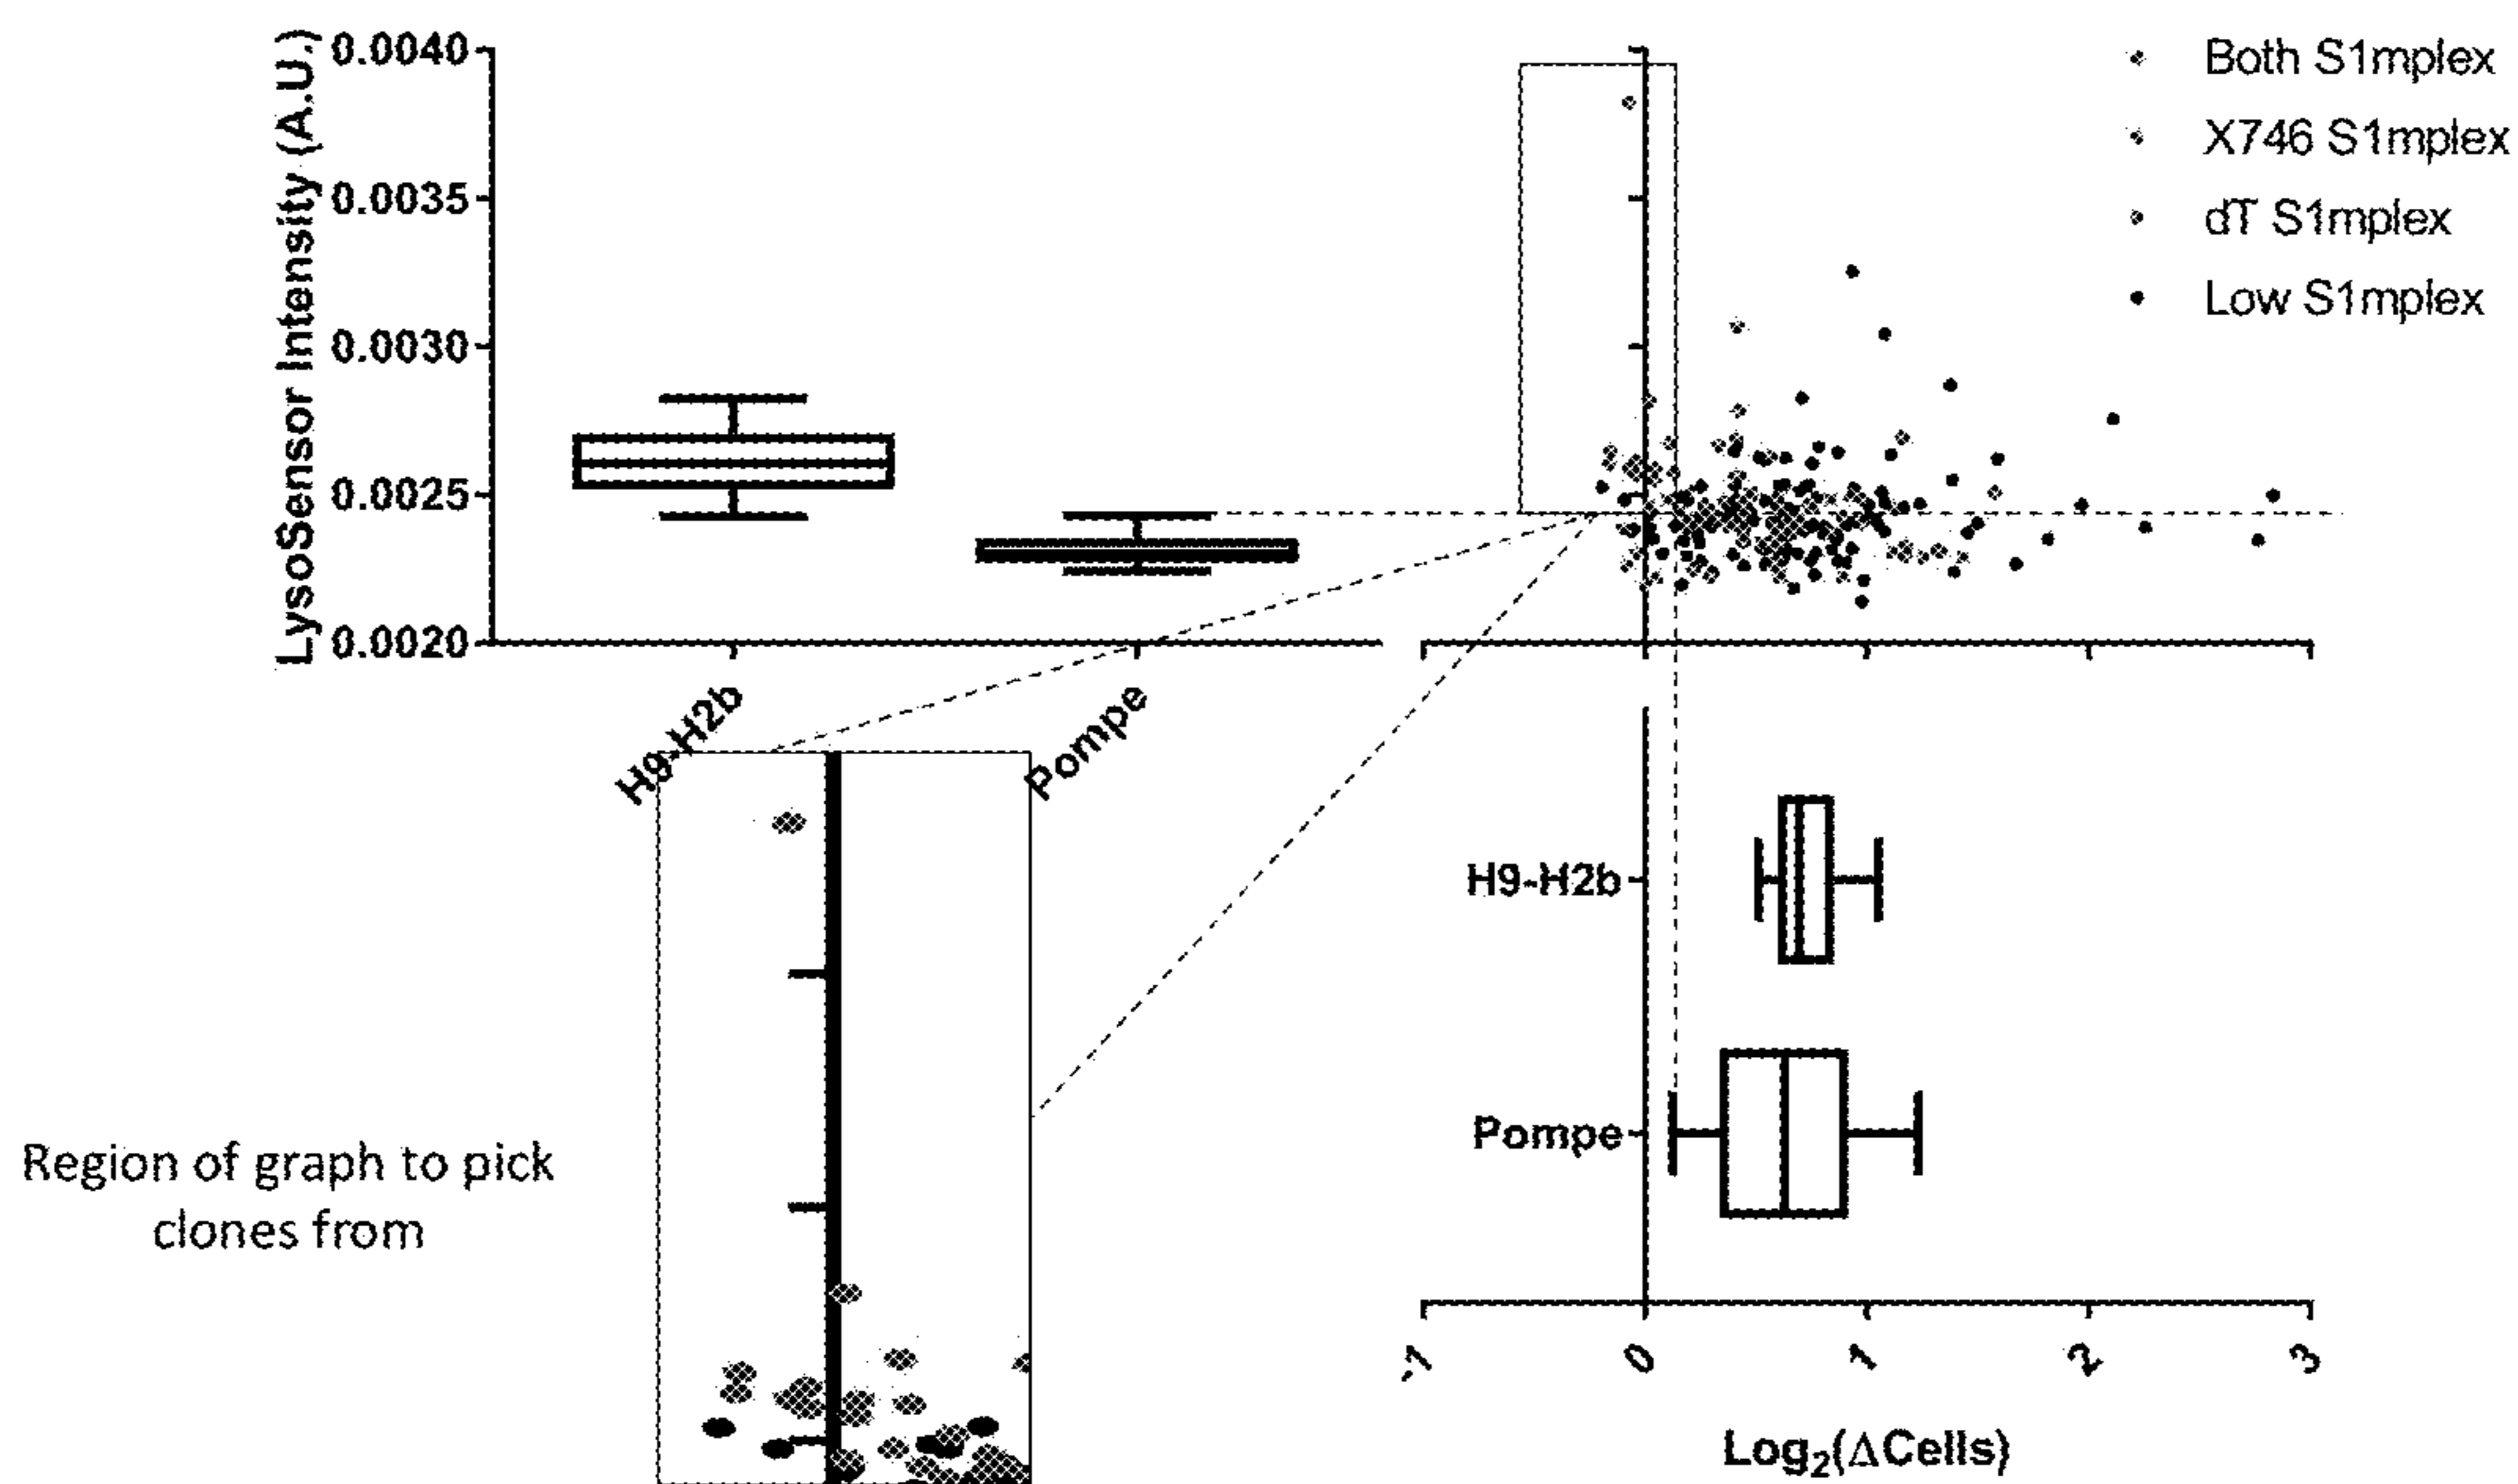 LysoSensor Intensity (A.U.)
0.0040
0.0035
0.0030
0.0025
0.0020
H9-H2b
Pompe
Both S1mplex
X746 S1mplex
dT S1mplex
Low S1mplex
H9-H2b
Pompe
-1
0
1
2
3
Log₂(ΔCells)
Region of graph to pick
clones from